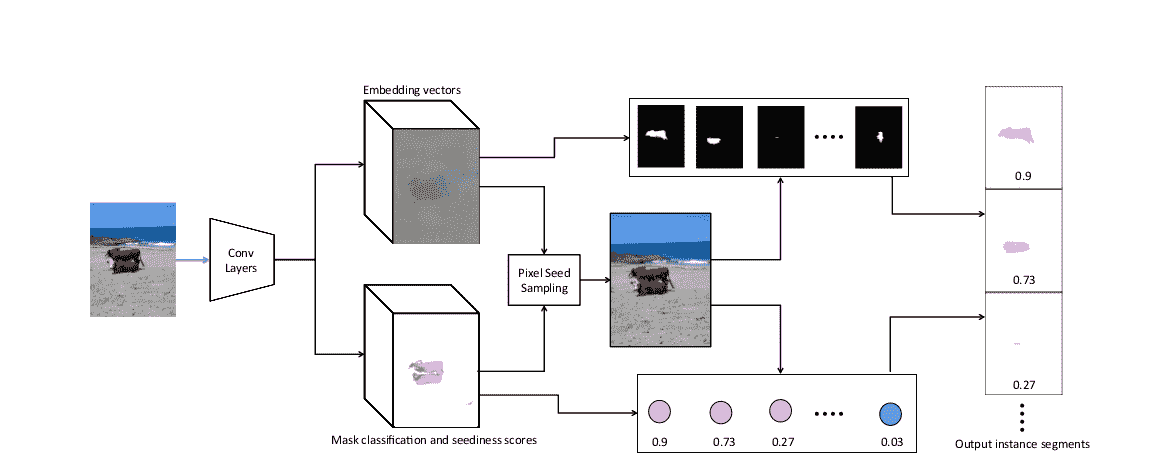 Embedding vectors
Conv
Layers
Pixel Seed
Sampling
Mask classification and seediness scores
0.9
0.73
0.27
0.03
0.9
0.73
0.27
Output instance segments